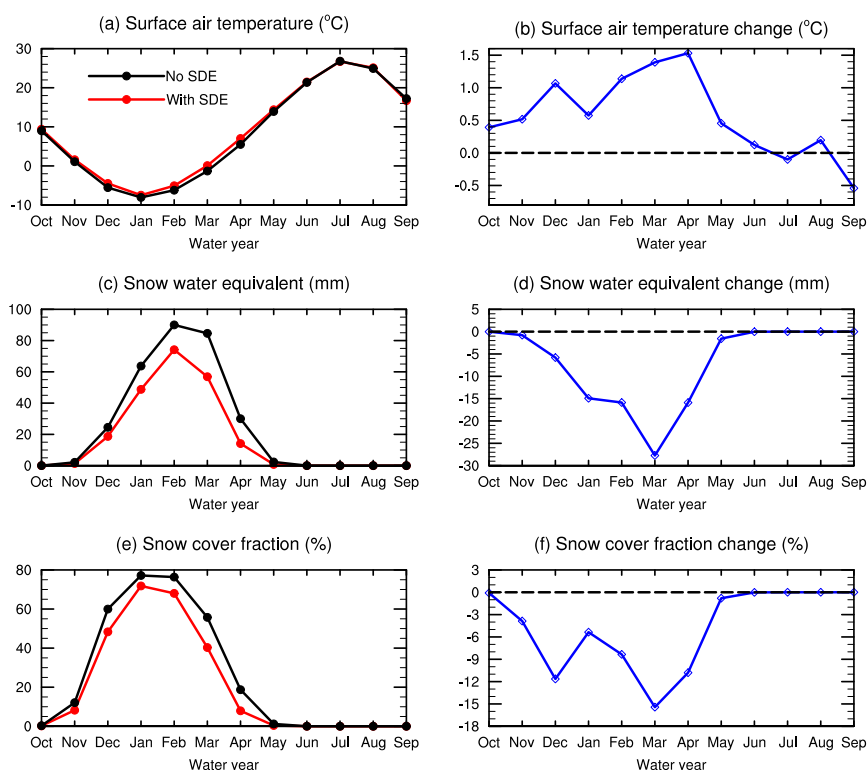 (a) Surface air temperature (°C)
30
20
10
0
-10
No SDE
With SDE
Oct Nov Dec Jan Feb Mar Apr May Jun Jul Aug Sep
Water year
(b) Surface air temperature change (°C)
1.5
1.0
0.5
0.0
-0.5
Oct Nov Dec Jan Feb Mar Apr May Jun Jul Aug Sep
Water year
(c) Snow water equivalent (mm)
100
80
60
40
20
0
Oct Nov Dec Jan Feb Mar Apr May Jun Jul Aug Sep
Water year
(d) Snow water equivalent change (mm)
5
0
-5
-10
-15
-20
-25
-30
Oct Nov Dec Jan Feb Mar Apr May Jun Jul Aug Sep
Water year
(e) Snow cover fraction (%)
80
60
40
20
0
Oct Nov Dec Jan Feb Mar Apr May Jun Jul Aug Sep
Water year
(f) Snow cover fraction change (%)
3
0
-3
-6
-9
-12
-15
-18
Oct Nov Dec Jan Feb Mar Apr May Jun Jul Aug Sep
Water year